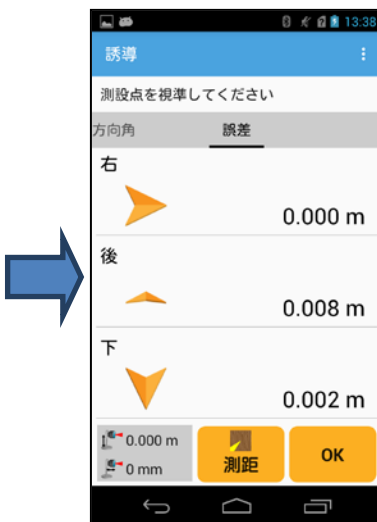 13:38
誘導
測設点を視準してください
方向角 誤差
右
0.000 m
後
0.008 m
下
0.002 m
0.000 m
0 mm
測距
OK